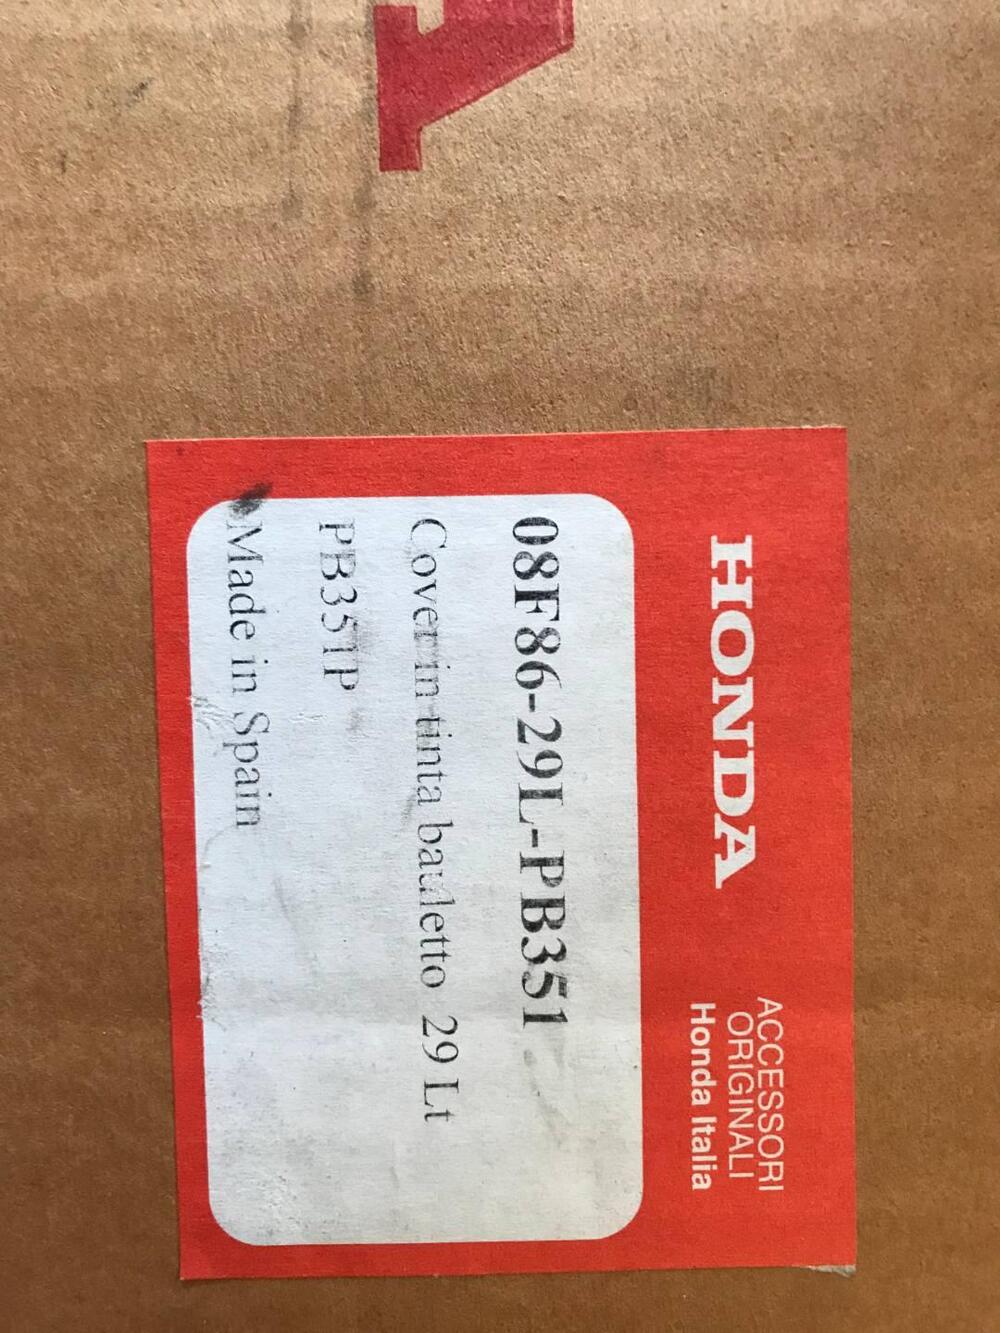 HONDA
ACCESSORI
ORIGINALI
Honda Italia
08F86-29L-PB351
Cover in tinta bauletto 29 Lt
PB351P
Made in Spain
A